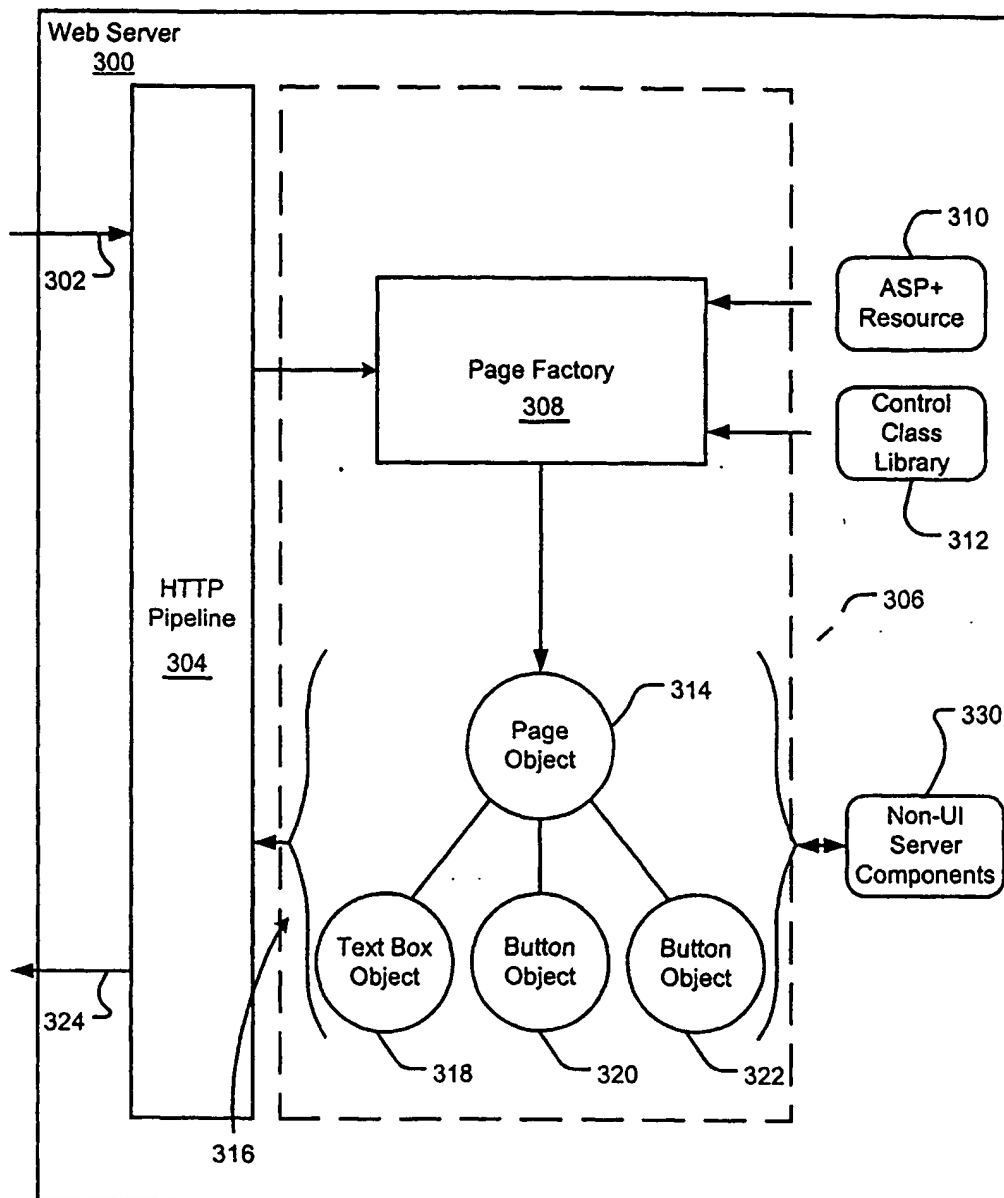 Web Server
300
302
310
ASP+
Resource
Page Factory
308
Control
Class
Library
312
HTTP
Pipeline
304
306
314
Page
Object
330
Non-UI
Server
Components
Text Box
Object
Button
Object
Button
Object
324
318
320
322
316